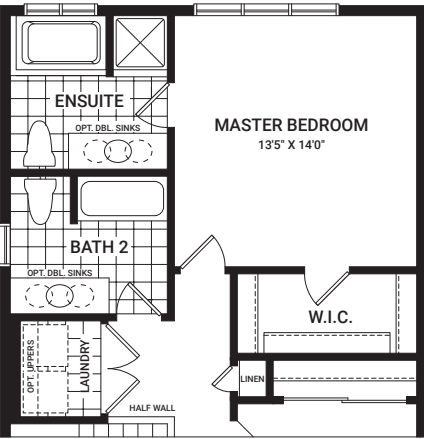 ENSUITE
OPT. DBL. SINKS
MASTER BEDROOM
13'5" X 14'0"
BATH 2
OPT. DBL. SINKS
W.I.C.
OPT. UPPERS
LAUNDRY
LINEN
HALF WALL